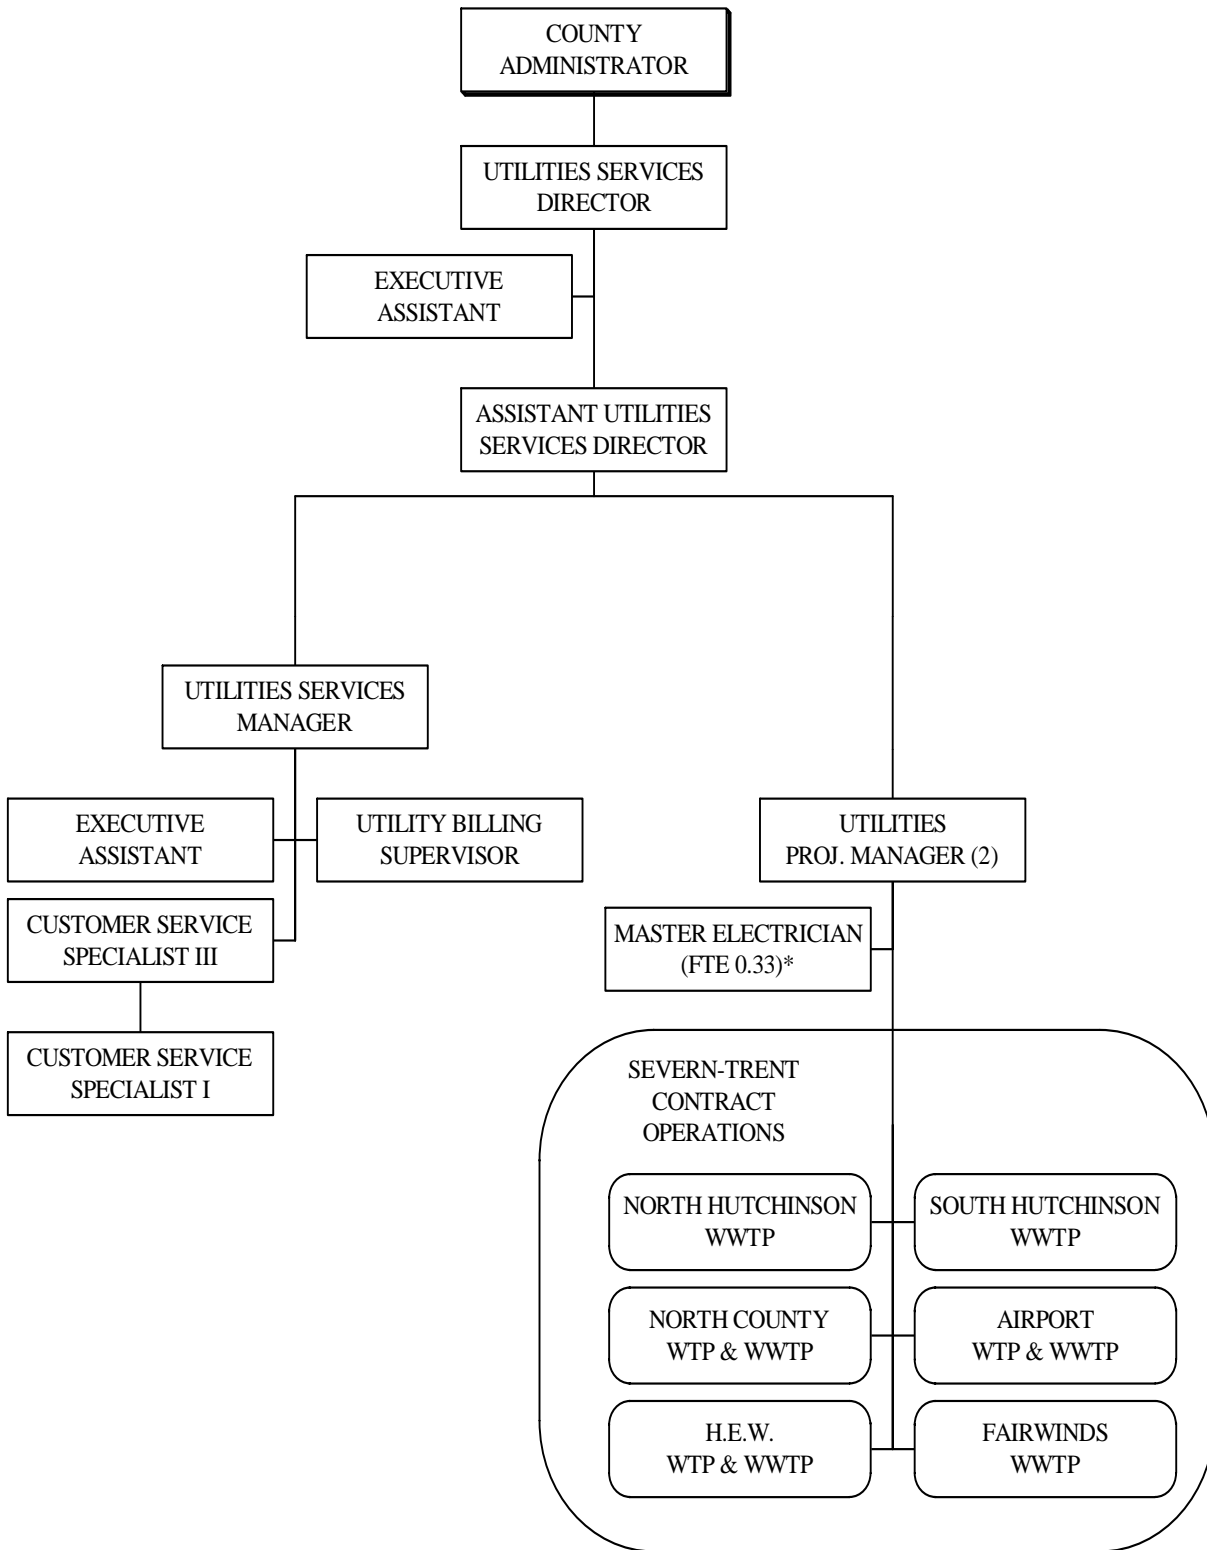 COUNTY
ADMINISTRATOR
UTILITIES SERVICES
DIRECTOR
EXECUTIVE
ASSISTANT
ASSISTANT UTILITIES
SERVICES DIRECTOR
UTILITIES SERVICES
MANAGER
EXECUTIVE
ASSISTANT
UTILITY BILLING
SUPERVISOR
UTILITIES
PROJ. MANAGER (2)
CUSTOMER SERVICE
SPECIALIST III
MASTER ELECTRICIAN
(FTE 0.33)*
CUSTOMER SERVICE
SPECIALIST I
SEVERN-TRENT
CONTRACT
OPERATIONS
NORTH HUTCHINSON
WWTP
SOUTH HUTCHINSON
WWTP
NORTH COUNTY
WTP & WWTP
AIRPORT
WTP & WWTP
H.E.W.
WTP & WWTP
FAIRWINDS
WWTP